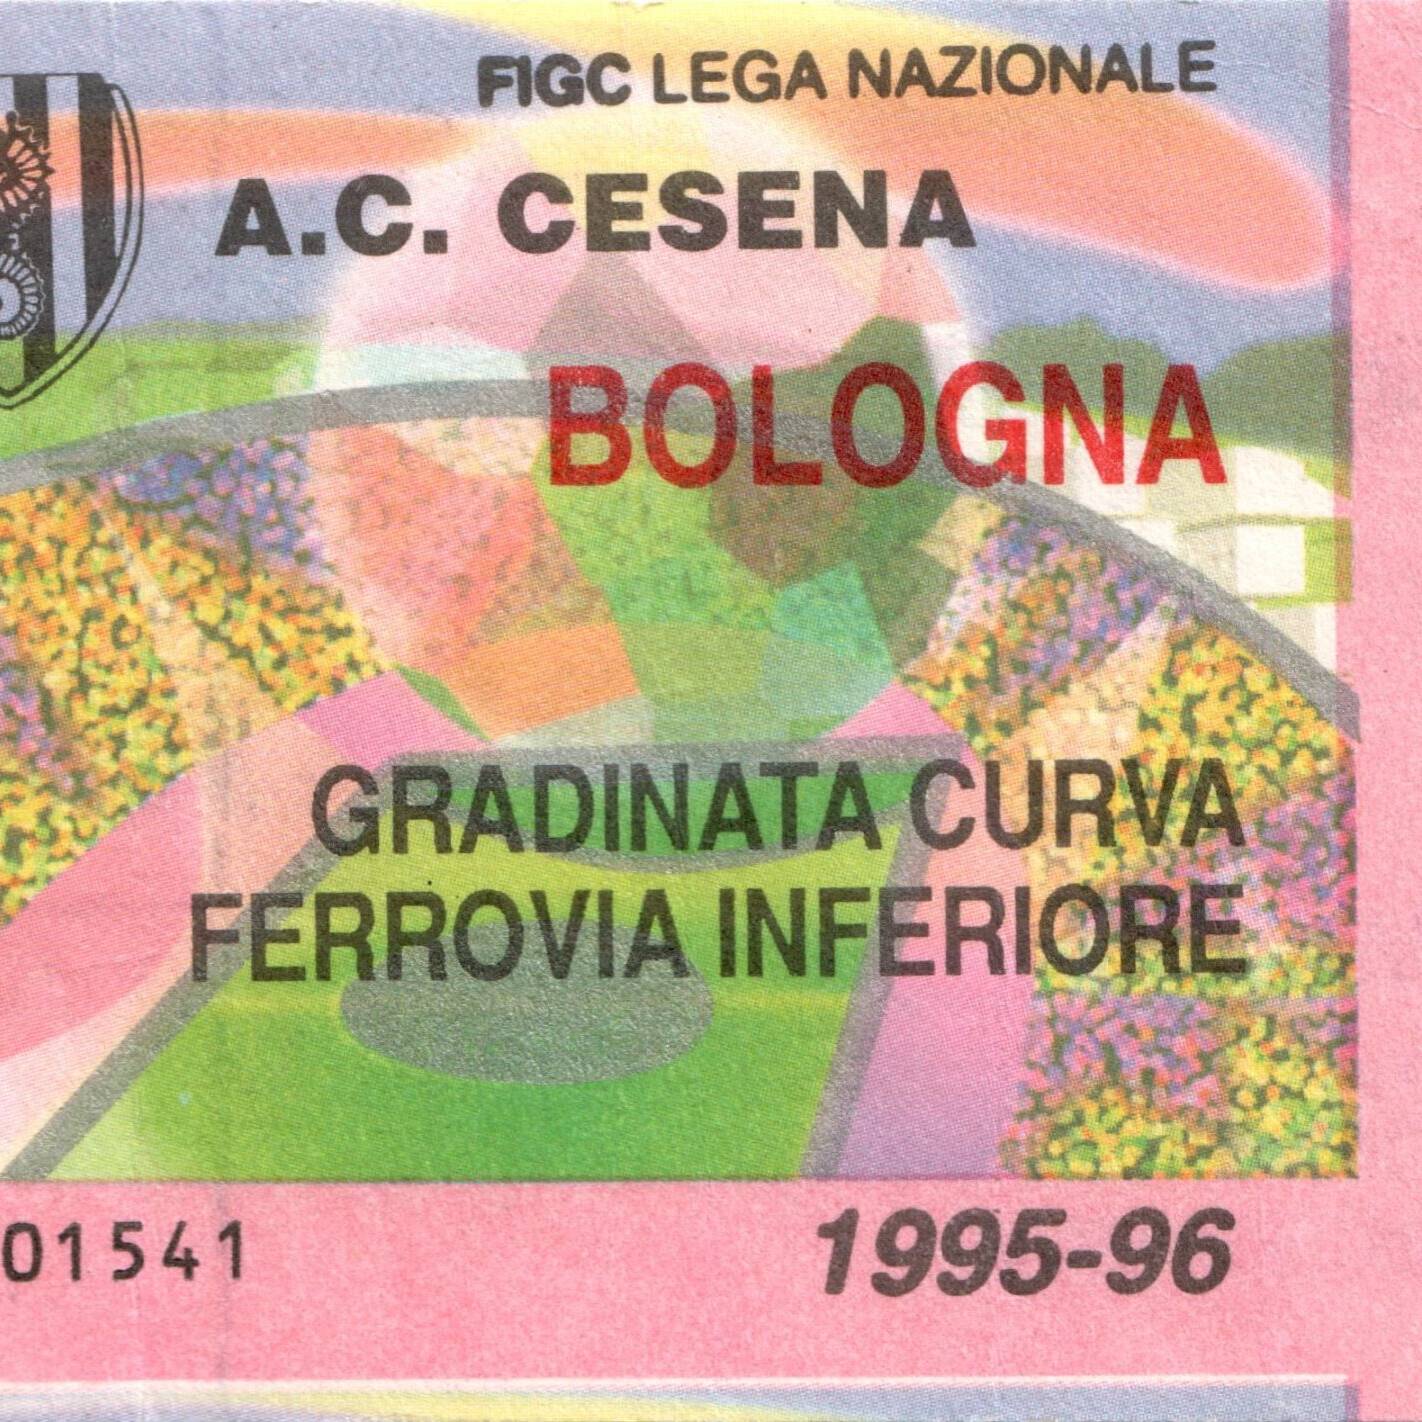 FIGC LEGA NAZIONALE
A.C. CESENA
BOLOGNA
GRADINATA CURVA
FERROVIA INFERIORE
01541
1995-96